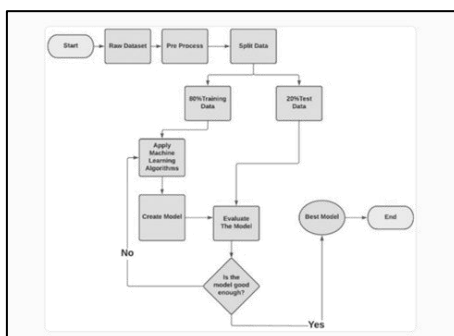 Start
Raw Dataset
Pre Process
Split Data
80%Training
Data
20%Test
Data
Apply
Machine
Learning
Algorithms
Create Model
Evaluate
The Model
Best Model
End
No
Is the
model good
enough?
Yes